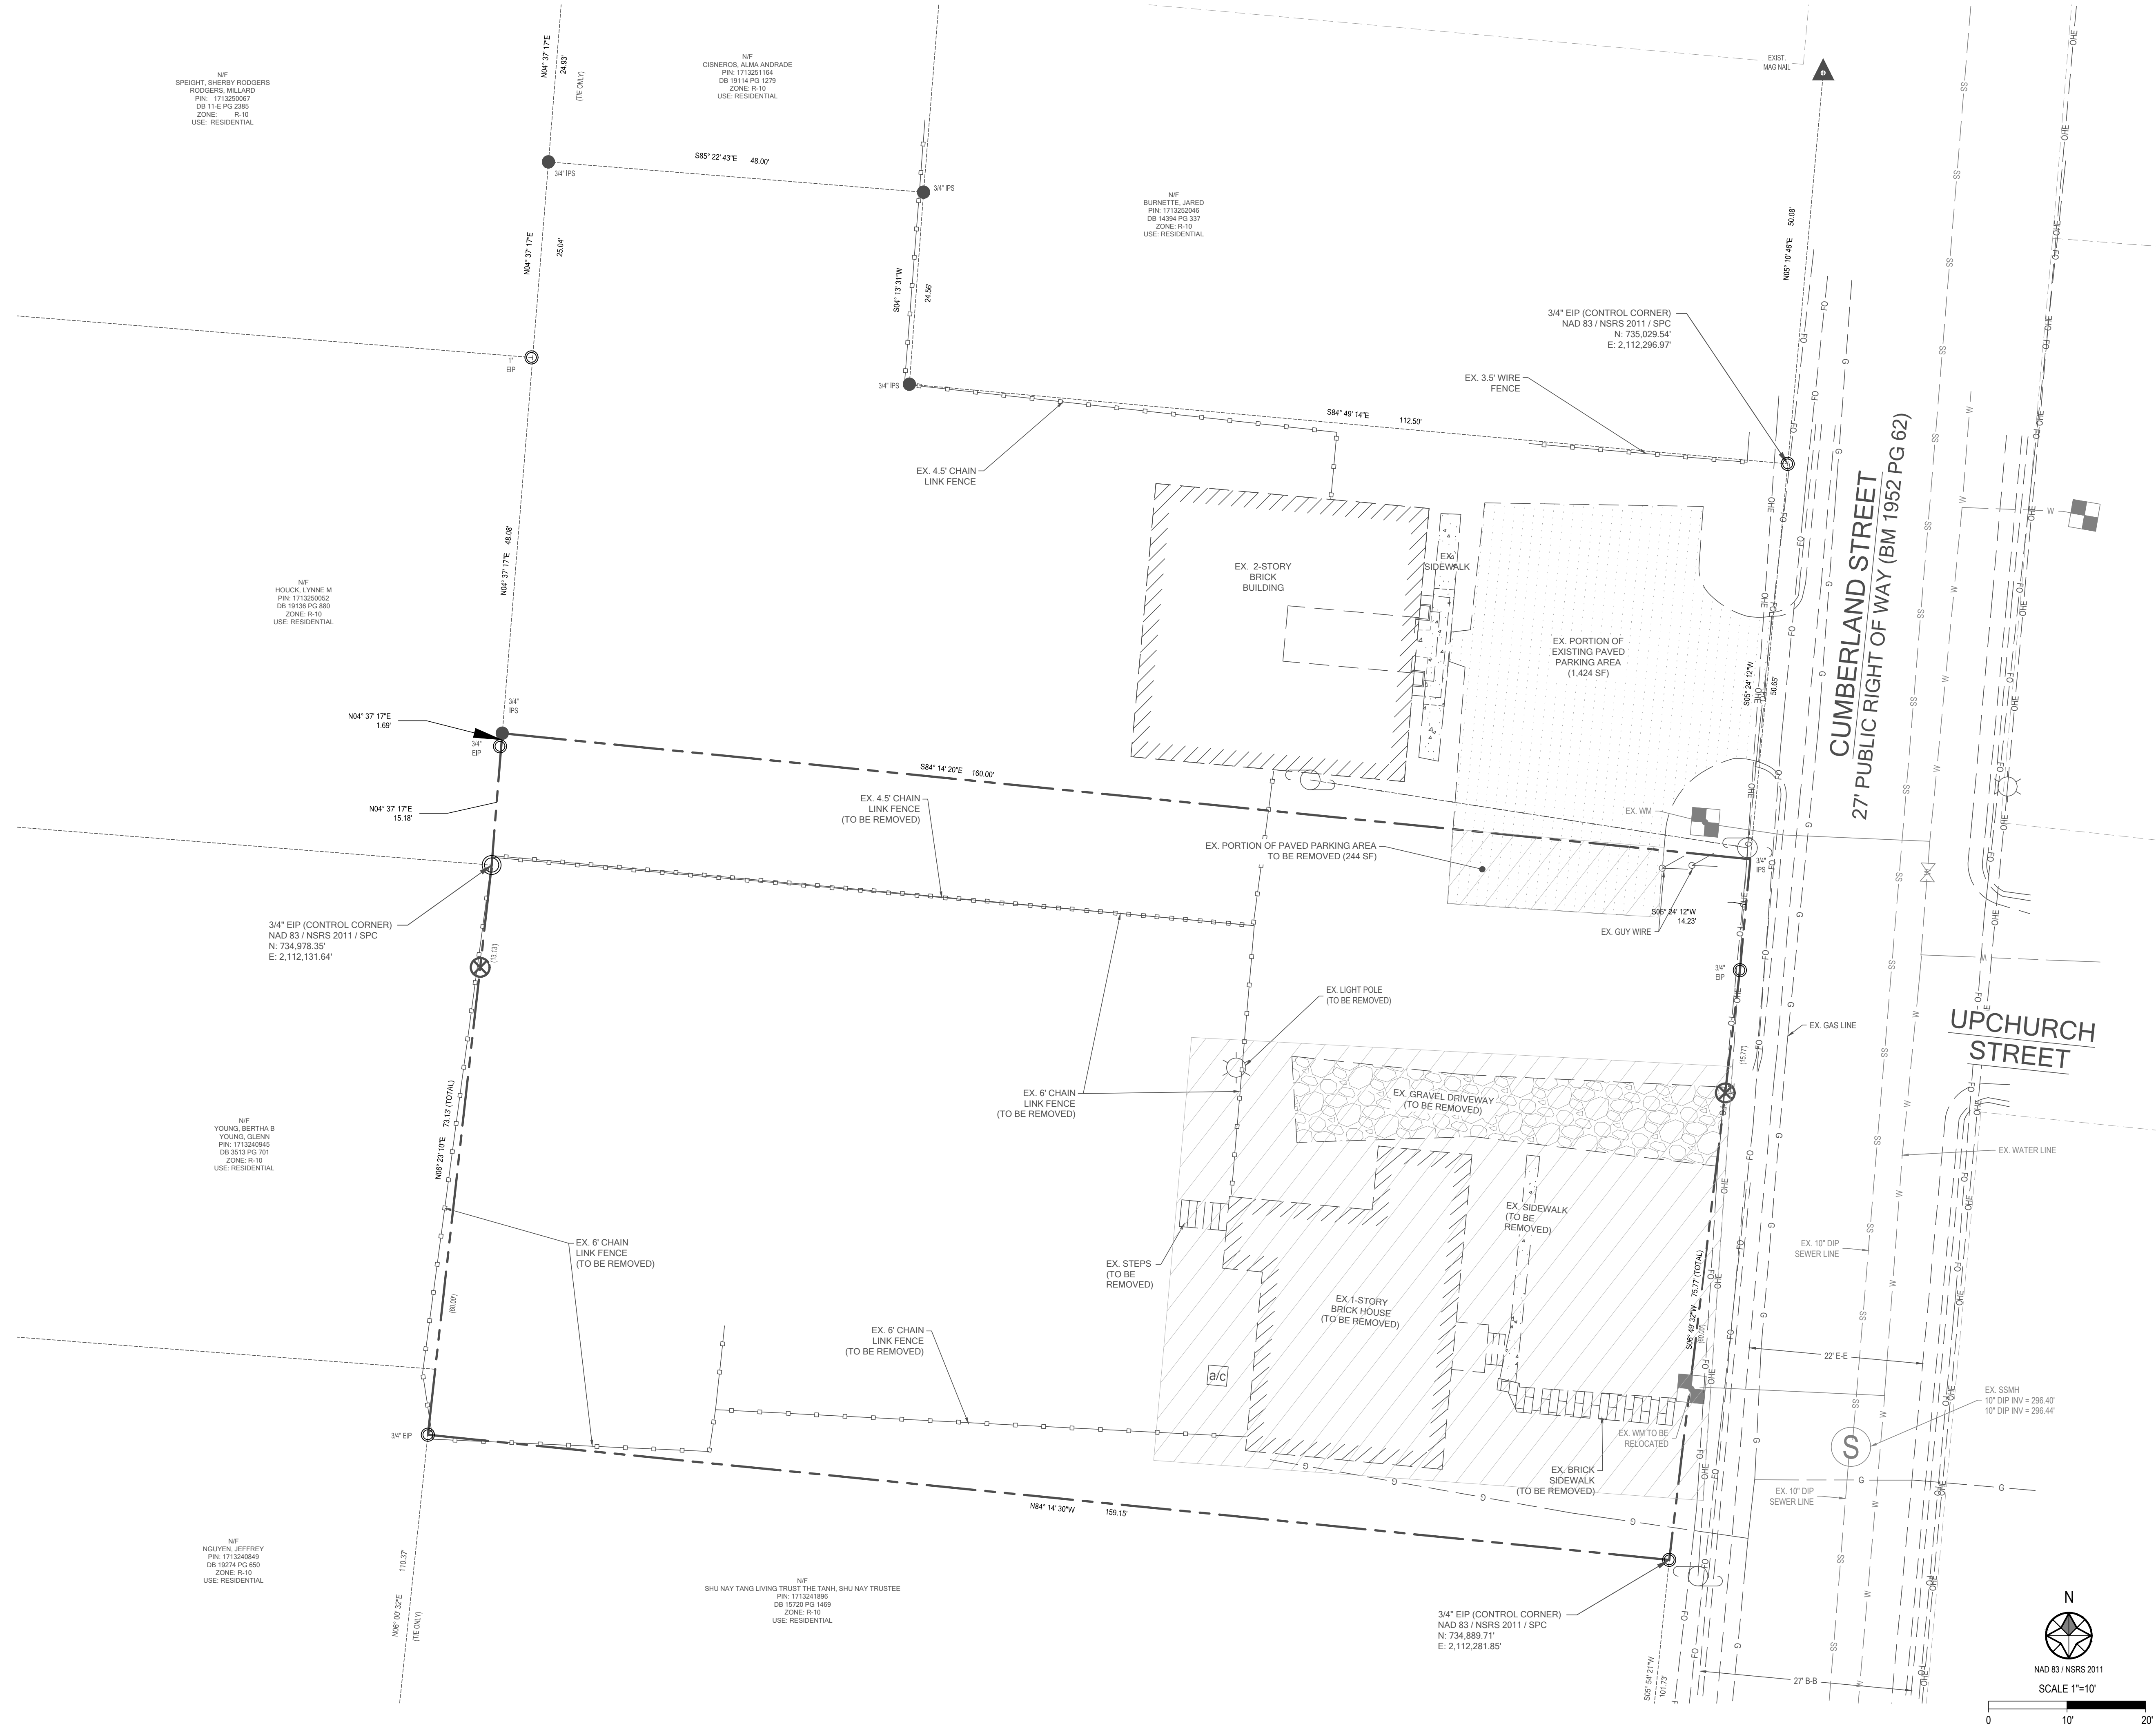 N/F
SPEIGHT, SHERBY RODGERS
RODGERS, MILLARD
PIN: 1713250067
DB 11-E PG 2385
ZONE: R-10
USE: RESIDENTIAL
N04° 37' 17"E
24.93'
(TIE ONLY)
N/F
CISNEROS, ALMA ANDRADE
PIN: 1713251164
DB 19114 PG 1279
ZONE: R-10
USE: RESIDENTIAL
EXIST.
MAG NAIL
S85° 22' 43"E 48.00'
3/4" IPS
3/4" IPS
N/F
BURNETTE, JARED
PIN: 1713252046
DB 14394 PG 337
ZONE: R-10
USE: RESIDENTIAL
N04° 37' 17"E
25.04'
S04° 13' 31"W
24.56'
N05° 10' 46"E 50.08'
3/4" EIP (CONTROL CORNER)
NAD 83 / NSRS 2011 / SPC
N: 735,029.54'
E: 2,112,296.97'
1"
EIP
3/4" IPS
EX. 3.5' WIRE
FENCE
S84° 49' 14"E 112.50'
EX. 4.5' CHAIN
LINK FENCE
CUMBERLAND STREET
27' PUBLIC RIGHT OF WAY (BM 1952 PG 62)
N04° 37' 17"E 48.08'
EX. 2-STORY
BRICK
BUILDING
EX.
SIDEWALK
N/F
HOUCK, LYNNE M
PIN: 1713250052
DB 19136 PG 880
ZONE: R-10
USE: RESIDENTIAL
EX. PORTION OF
EXISTING PAVED
PARKING AREA
(1,424 SF)
S05° 24' 12"W
50.65'
3/4"
IPS
N04° 37' 17"E
1.69'
3/4"
EIP
S84° 14' 20"E 160.00'
N04° 37' 17"E
15.18'
EX. 4.5' CHAIN
LINK FENCE
(TO BE REMOVED)
EX. WM
EX. PORTION OF PAVED PARKING AREA
TO BE REMOVED (244 SF)
3/4"
IPS
3/4" EIP (CONTROL CORNER)
NAD 83 / NSRS 2011 / SPC
N: 734,978.35'
E: 2,112,131.64'
(13.13')
S05° 24' 12"W
14.23'
EX. GUY WIRE
3/4"
EIP
EX. LIGHT POLE
(TO BE REMOVED)
UPCHURCH
STREET
EX. GAS LINE
(15.77')
EX. 6' CHAIN
LINK FENCE
(TO BE REMOVED)
EX. GRAVEL DRIVEWAY
(TO BE REMOVED)
N06° 23' 10"E 73.13' (TOTAL)
N/F
YOUNG, BERTHA B
YOUNG, GLENN
PIN: 1713240945
DB 3513 PG 701
ZONE: R-10
USE: RESIDENTIAL
EX. WATER LINE
EX. SIDEWALK
(TO BE
REMOVED)
EX. 6' CHAIN
LINK FENCE
(TO BE REMOVED)
EX. STEPS
(TO BE
REMOVED)
EX. 10" DIP
SEWER LINE
(60.00')
EX.1-STORY
BRICK HOUSE
(TO BE REMOVED)
S06° 49' 32"W 75.77' (TOTAL)
(60.00')
EX. 6' CHAIN
LINK FENCE
(TO BE REMOVED)
22' E-E
a/c
EX. SSMH
10" DIP INV = 296.40'
10" DIP INV = 296.44'
3/4" EIP
EX. WM TO BE
RELOCATED
S
EX. BRICK
SIDEWALK
(TO BE REMOVED)
EX. 10" DIP
SEWER LINE
N84° 14' 30"W 159.15'
N/F
NGUYEN, JEFFREY
PIN: 1713240849
DB 19274 PG 650
ZONE: R-10
USE: RESIDENTIAL
N06° 00' 32"E 110.37'
(TIE ONLY)
N/F
SHU NAY TANG LIVING TRUST THE TANH, SHU NAY TRUSTEE
PIN: 1713241896
DB 15720 PG 1469
ZONE: R-10
USE: RESIDENTIAL
3/4" EIP (CONTROL CORNER)
NAD 83 / NSRS 2011 / SPC
N: 734,889.71'
E: 2,112,281.85'
S05° 54' 21"W
101.73'
27' B-B
N
NAD 83 / NSRS 2011
SCALE 1"=10'
0 10' 20'